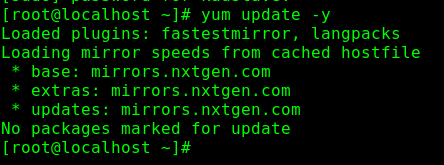 [root@localhost ~]# yum update -y
Loaded plugins: fastestmirror, langpacks
Loading mirror speeds from cached hostfile
 * base: mirrors.nxtgen.com
 * extras: mirrors.nxtgen.com
 * updates: mirrors.nxtgen.com
No packages marked for update
[root@localhost ~]#